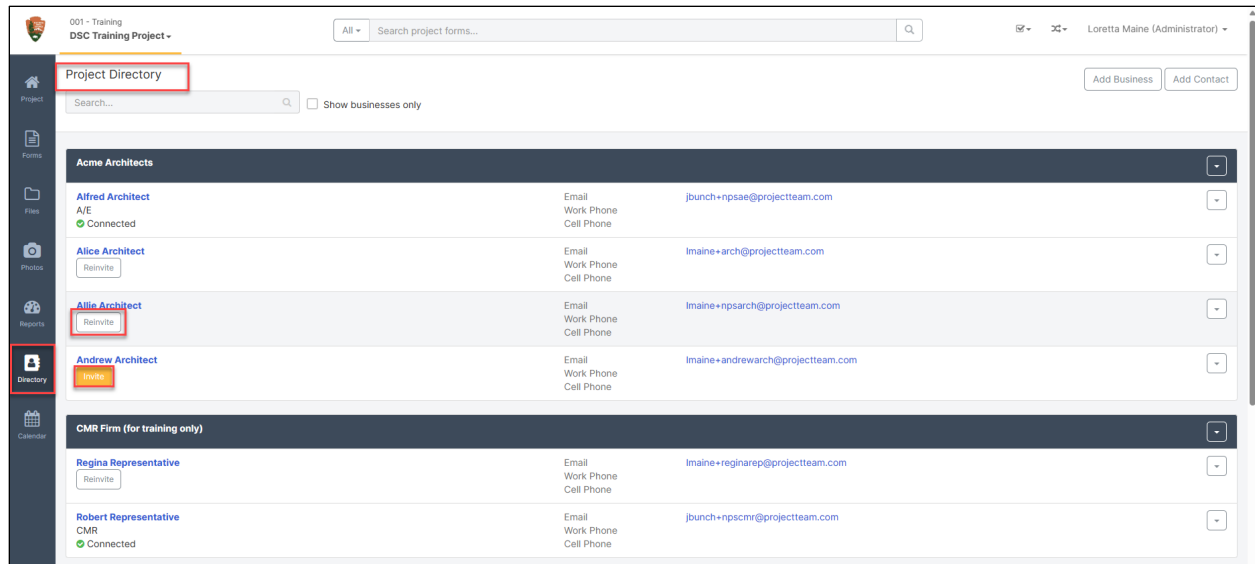 001 - Training
DSC Training Project
All
Search project forms...
Loretta Maine (Administrator)
Project
Forms
Files
Photos
Reports
Directory
Calendar
Project Directory
Add Business
Add Contact
Search...
Show businesses only
Acme Architects
Alfred Architect
A/E
Connected
Email jbunch+npsae@projectteam.com
Work Phone
Cell Phone
Alice Architect
Reinvite
Email lmaine+arch@projectteam.com
Work Phone
Cell Phone
Allie Architect
Reinvite
Email lmaine+npsarch@projectteam.com
Work Phone
Cell Phone
Andrew Architect
Invite
Email lmaine+andrewarch@projectteam.com
Work Phone
Cell Phone
CMR Firm (for training only)
Regina Representative
Reinvite
Email lmaine+reginarep@projectteam.com
Work Phone
Cell Phone
Robert Representative
CMR
Connected
Email jbunch+npscmr@projectteam.com
Work Phone
Cell Phone